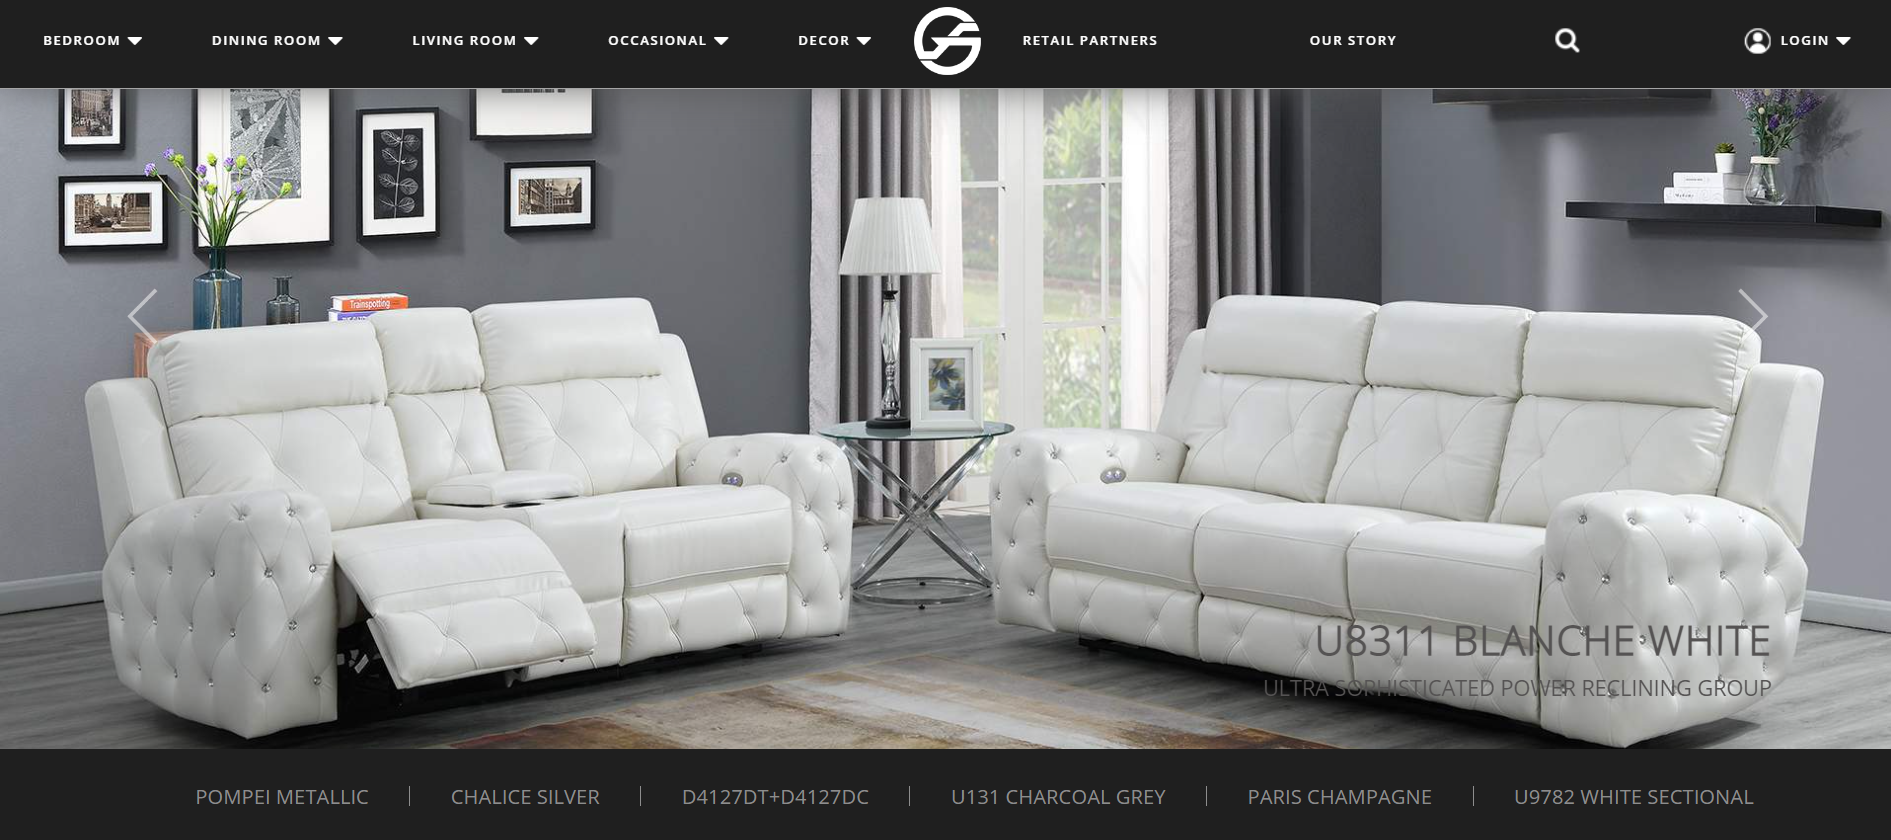 BEDROOM
DINING ROOM
LIVING ROOM
OCCASIONAL
DECOR
RETAIL PARTNERS
OUR STORY
LOGIN
Trainspotting
U8311 BLANCHE WHITE
ULTRA SOPHISTICATED POWER RECLINING GROUP
POMPEI METALLIC
CHALICE SILVER
D4127DT+D4127DC
U131 CHARCOAL GREY
PARIS CHAMPAGNE
U9782 WHITE SECTIONAL